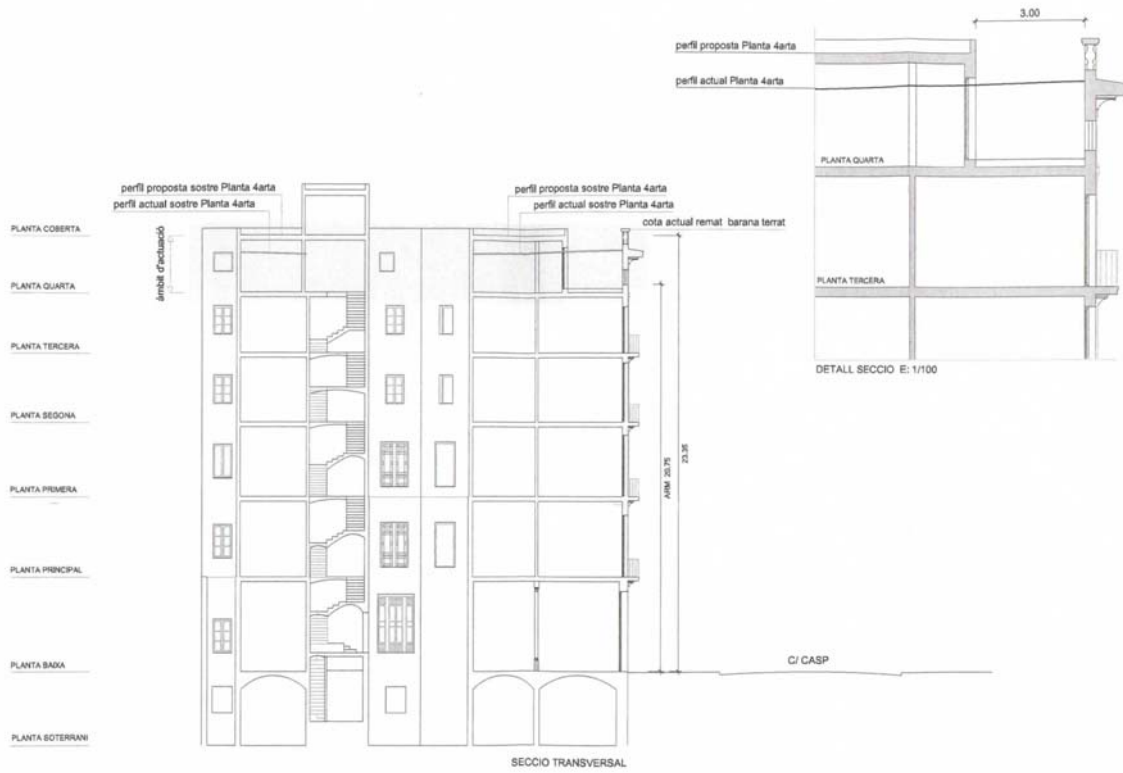 3.00
perfil proposta Planta 4arta
perfil actual Planta 4arta
PLANTA QUARTA
PLANTA TERCERA
DETALL SECCIO E: 1/100
perfil proposta sostre Planta 4arta
perfil actual sostre Planta 4arta
perfil proposta sostre Planta 4arta
perfil actual sostre Planta 4arta
cota actual remat barana terrat
PLANTA COBERTA
àmbit d'actuació
PLANTA QUARTA
PLANTA TERCERA
PLANTA SEGONA
PLANTA PRIMERA
PLANTA PRINCIPAL
PLANTA BAIXA
PLANTA SOTERRANI
ARM 20.75
23.35
C/ CASP
SECCIO TRANSVERSAL